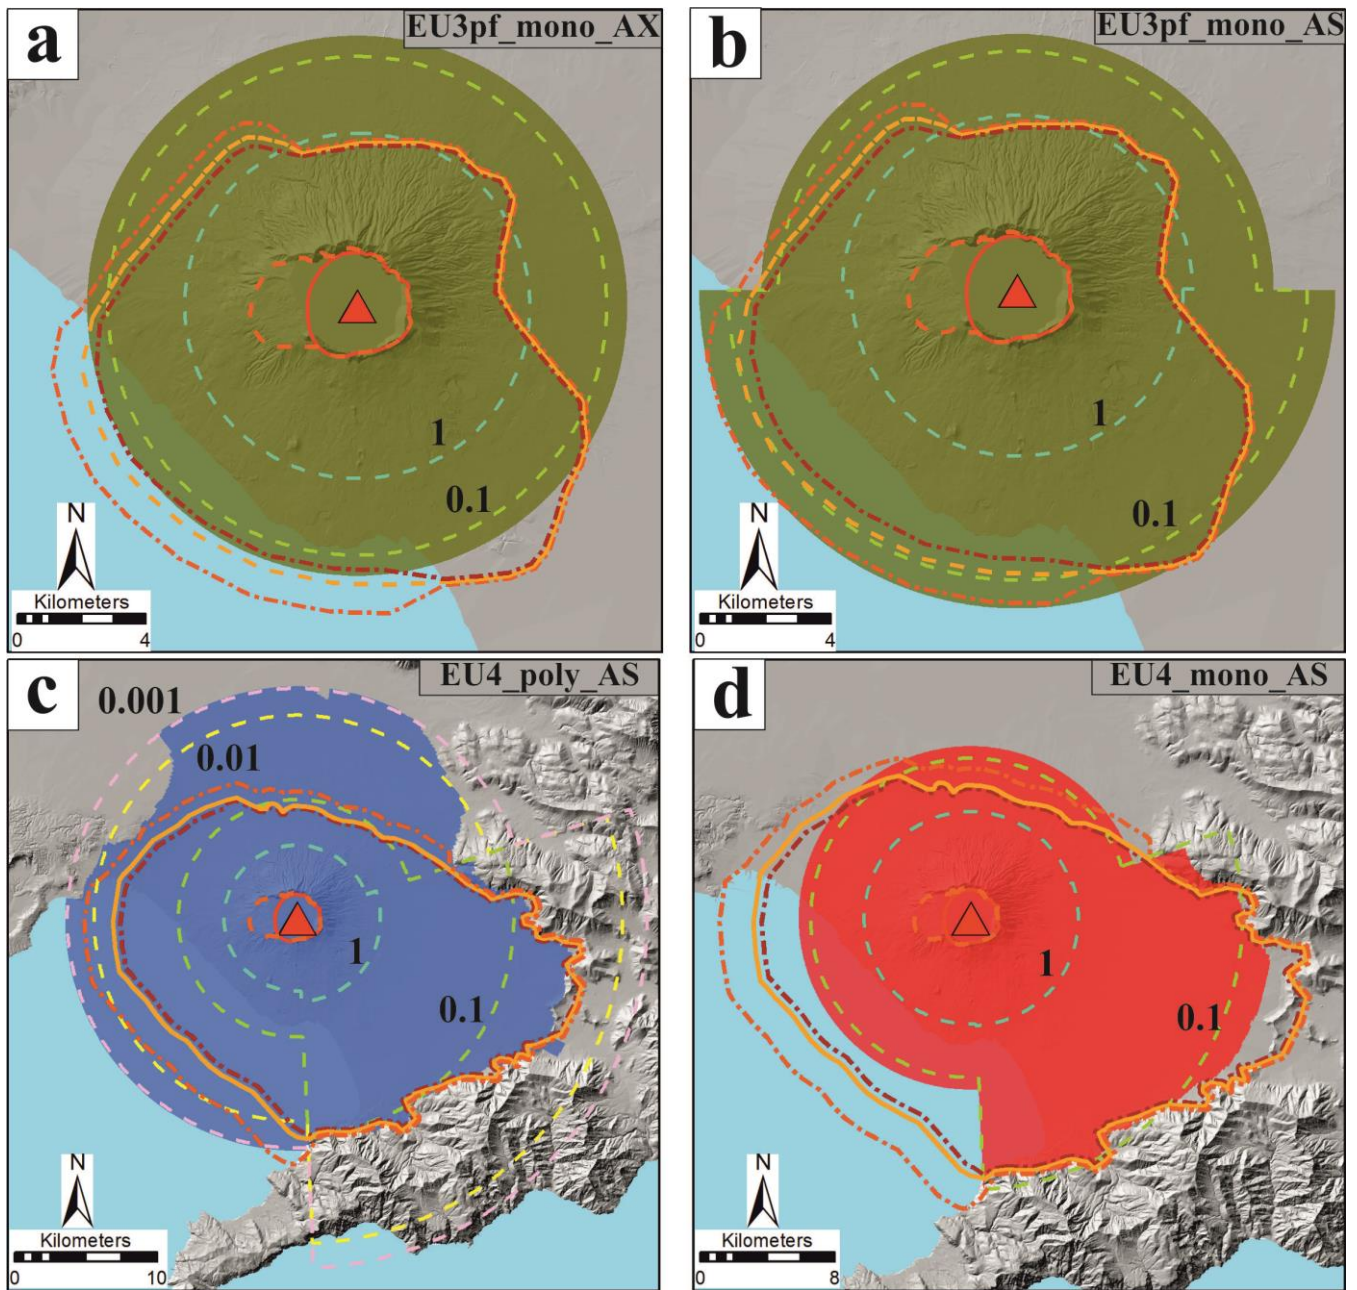 a
EU3pf_mono_AX
1
0.1
N
Kilometers
0 4
b
EU3pf_mono_AS
1
0.1
N
Kilometers
0 4
c
EU4_poly_AS
0.001
0.01
1
0.1
N
Kilometers
0 10
d
EU4_mono_AS
1
0.1
N
Kilometers
0 8